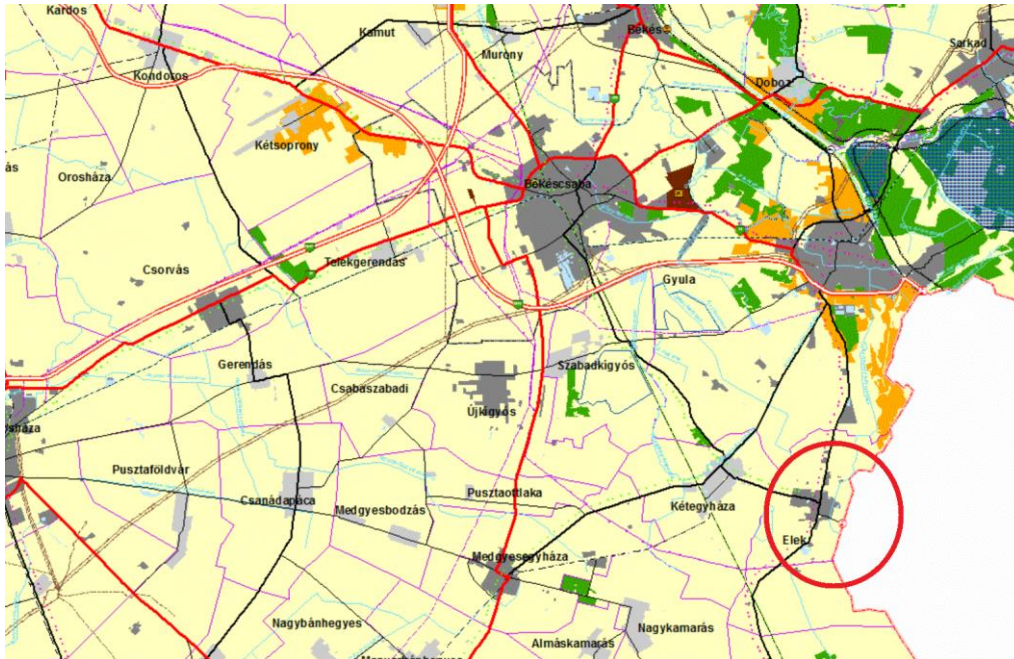 Kardos
Kamut
Murony
Békés
Sarkad
Kondoros
Doboz
Kétsoprony
Orosháza
Békéscsaba
Csorvás
Telekgerendás
Gyula
Gerendás
Szabadkígyós
Csabaszabadi
Újkígyós
Pusztaföldvár
Csanádapáca
Medgyesbodzás
Pusztaottlaka
Kétegyháza
Elek
Medgyesegyháza
Nagybánhegyes
Nagykamarás
Almáskamarás